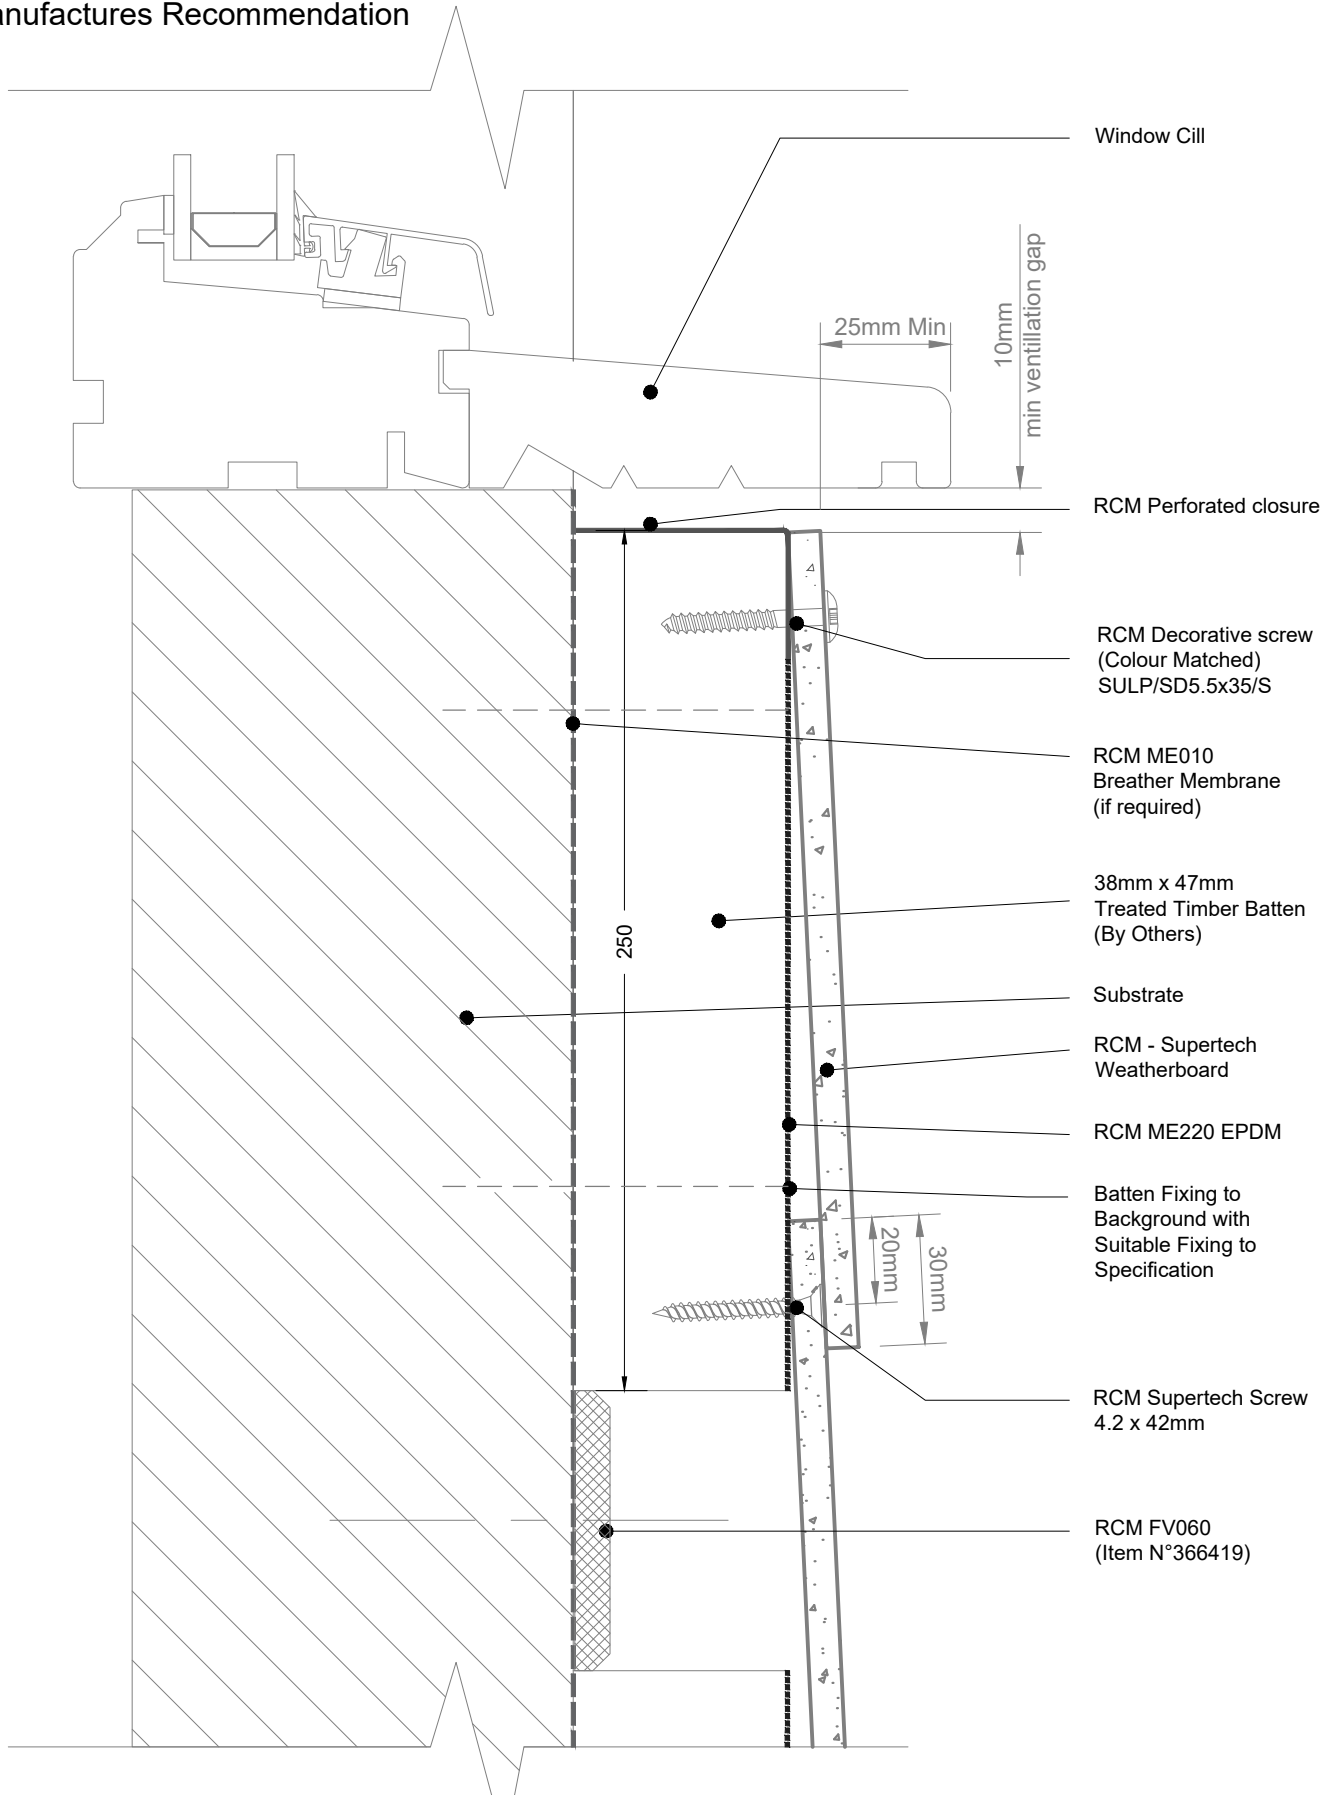 anufactures Recommendation
Window Cill
25mm Min
10mm
min ventillation gap
RCM Perforated closure
RCM Decorative screw
(Colour Matched)
SULP/SD5.5x35/S
RCM ME010
Breather Membrane
(if required)
38mm x 47mm
Treated Timber Batten
(By Others)
250
Substrate
RCM - Supertech
Weatherboard
RCM ME220 EPDM
Batten Fixing to
Background with
Suitable Fixing to
Specification
20mm
30mm
RCM Supertech Screw
4.2 x 42mm
RCM FV060
(Item N°366419)